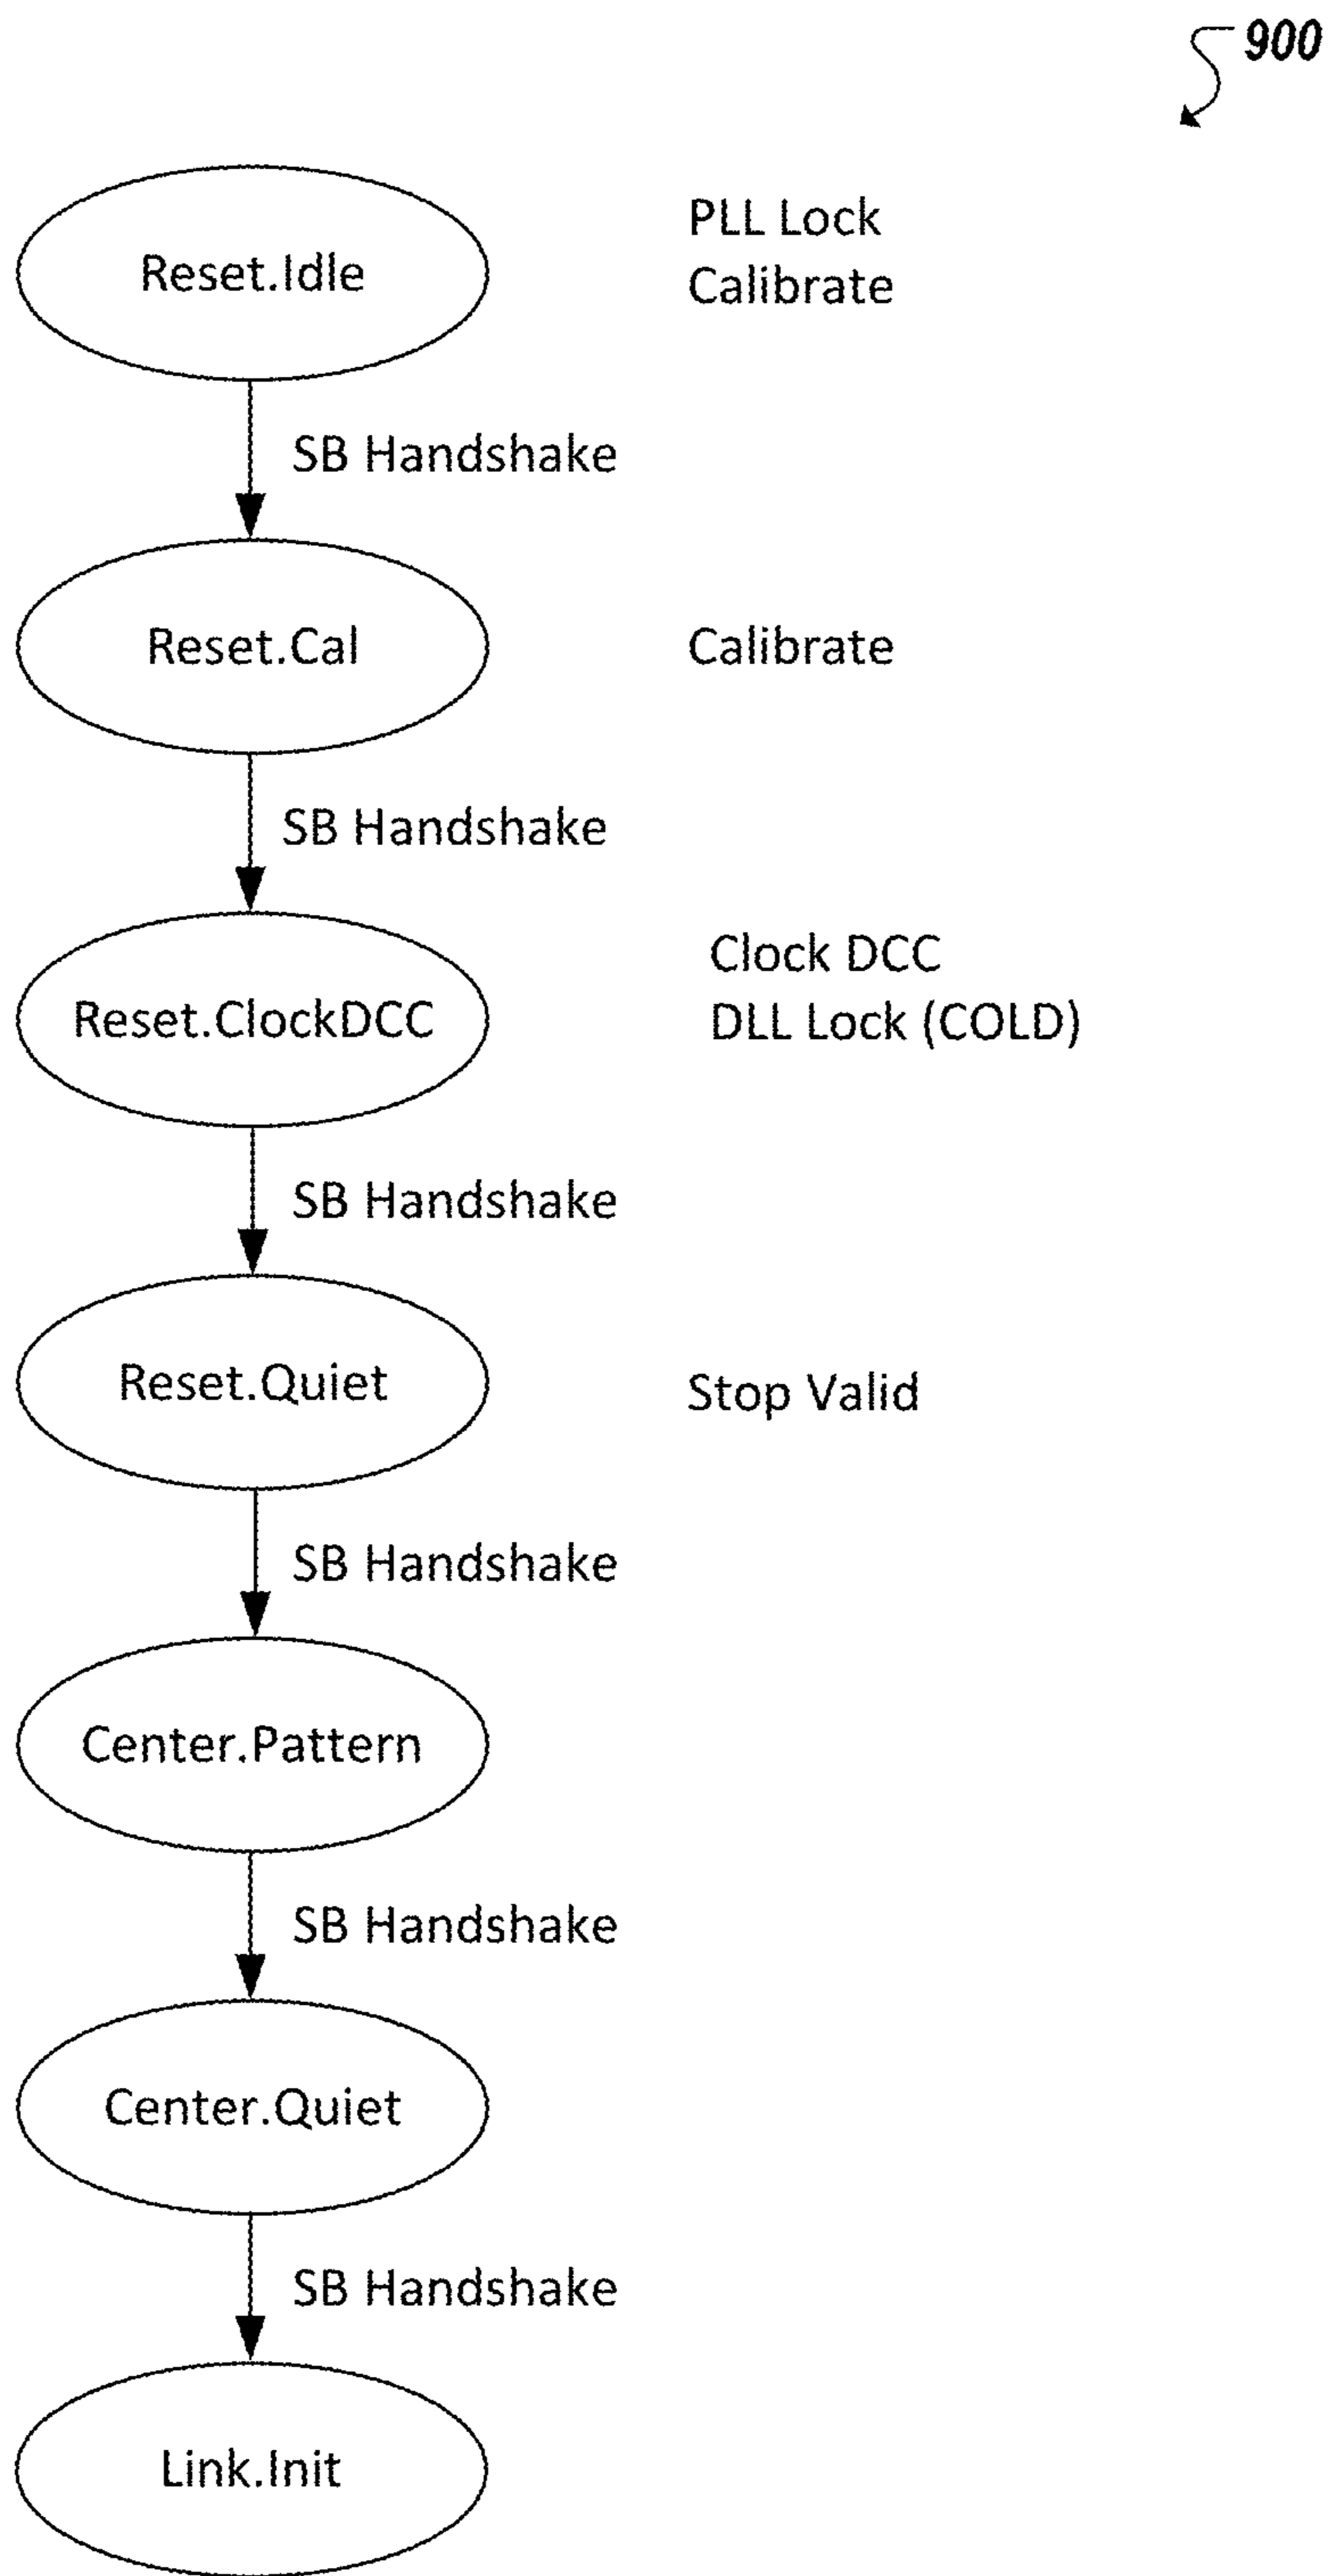 900
Reset.Idle
PLL Lock
Calibrate
SB Handshake
Reset.Cal
Calibrate
SB Handshake
Reset.ClockDCC
Clock DCC
DLL Lock (COLD)
SB Handshake
Reset.Quiet
Stop Valid
SB Handshake
Center.Pattern
SB Handshake
Center.Quiet
SB Handshake
Link.Init